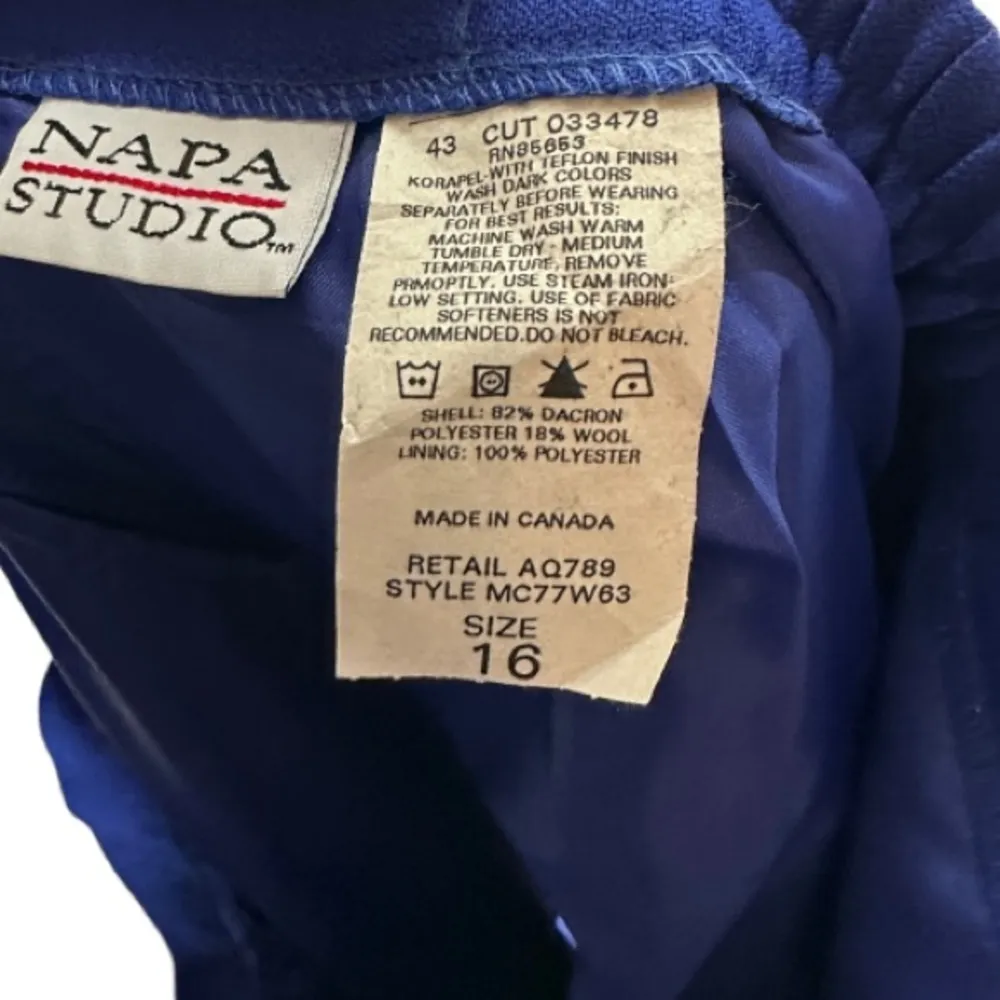 NAPA
STUDIO TM
43 CUT 033478
RN85653
KORAPEL-WITH TEFLON FINISH
WASH DARK COLORS
SEPARATELY BEFORE WEARING
FOR BEST RESULTS:
MACHINE WASH WARM
TUMBLE DRY - MEDIUM
TEMPERATURE, REMOVE
PRMOPTLY. USE STEAM IRON-
LOW SETTING. USE OF FABRIC
SOFTENERS IS NOT
RECOMMENDED.DO NOT BLEACH.
SHELL: 82% DACRON
POLYESTER 18% WOOL
LINING: 100% POLYESTER
MADE IN CANADA
RETAIL AQ789
STYLE MC77W63
SIZE
16